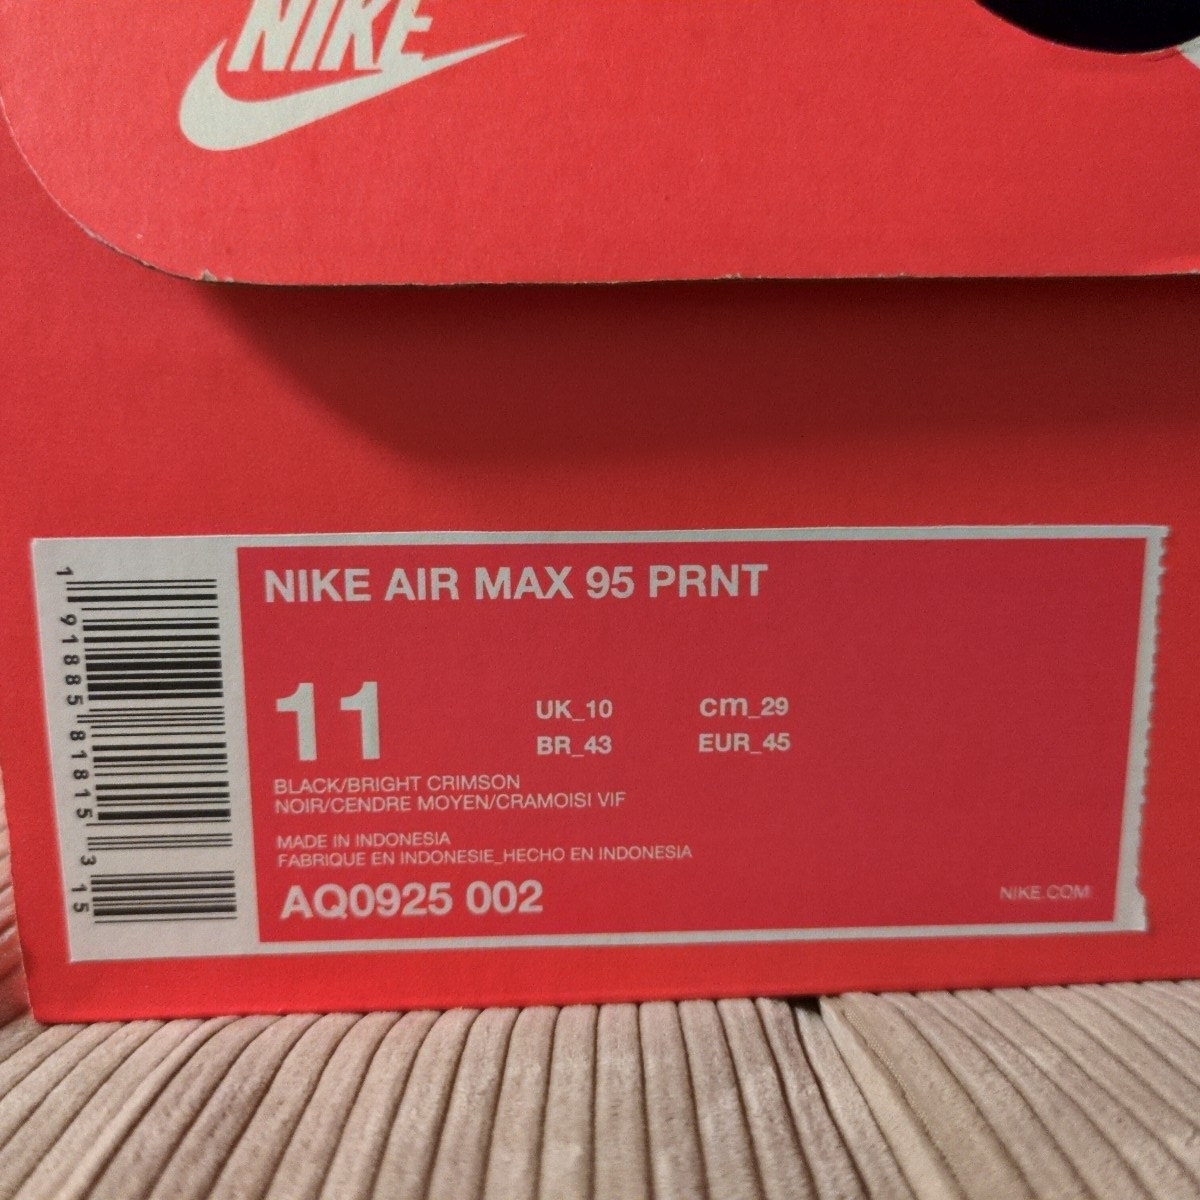 NIKE
NIKE AIR MAX 95 PRNT
11
UK_10 cm_29
BR_43 EUR_45
BLACK/BRIGHT CRIMSON
NOIR/CENDRE MOYEN/CRAMOISI VIF
MADE IN INDONESIA
FABRIQUE EN INDONESIE_HECHO EN INDONESIA
AQ0925 002
NIKE.COM
1 91885 81815 3 15